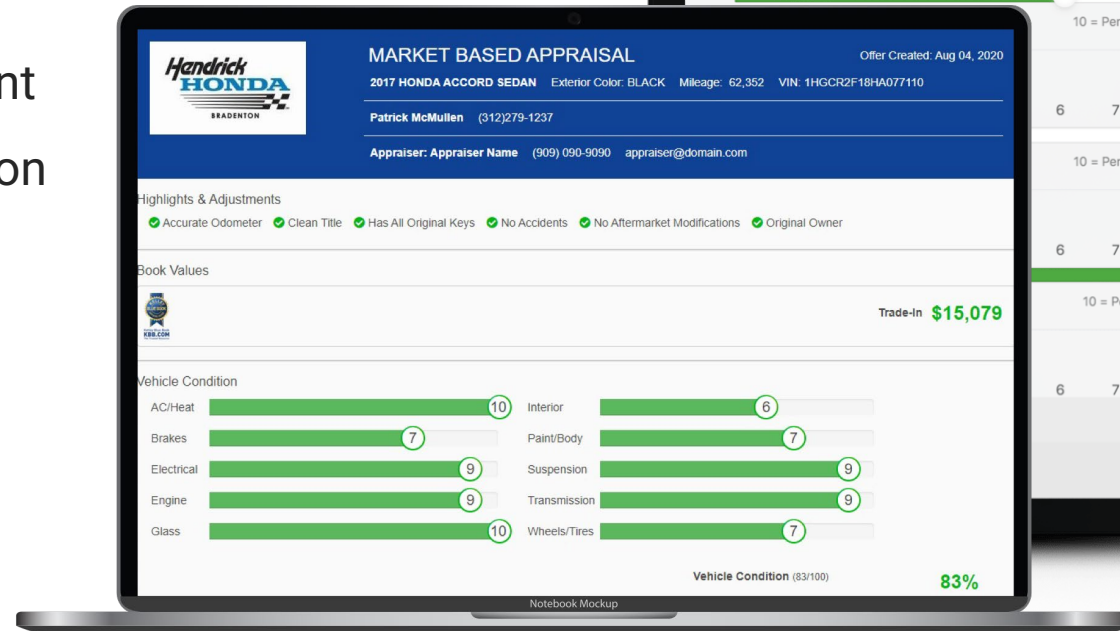 nt
on
Hendrick
HONDA
BRADENTON
MARKET BASED APPRAISAL
Offer Created: Aug 04, 2020
2017 HONDA ACCORD SEDAN Exterior Color: BLACK Mileage: 62,352 VIN: 1HGCR2F18HA077110
Patrick McMullen (312)279-1237
Appraiser: Appraiser Name (909) 090-9090 appraiser@domain.com
Highlights & Adjustments
Accurate Odometer Clean Title Has All Original Keys No Accidents No Aftermarket Modifications Original Owner
Book Values
KBB.COM
Trade-In $15,079
Vehicle Condition
AC/Heat 10 Interior 6
Brakes 7 Paint/Body 7
Electrical 9 Suspension 9
Engine 9 Transmission 9
Glass 10 Wheels/Tires 7
Vehicle Condition (83/100) 83%
Notebook Mockup
10 = Per
6 7
10 = Per
6 7
10 = P
6 7